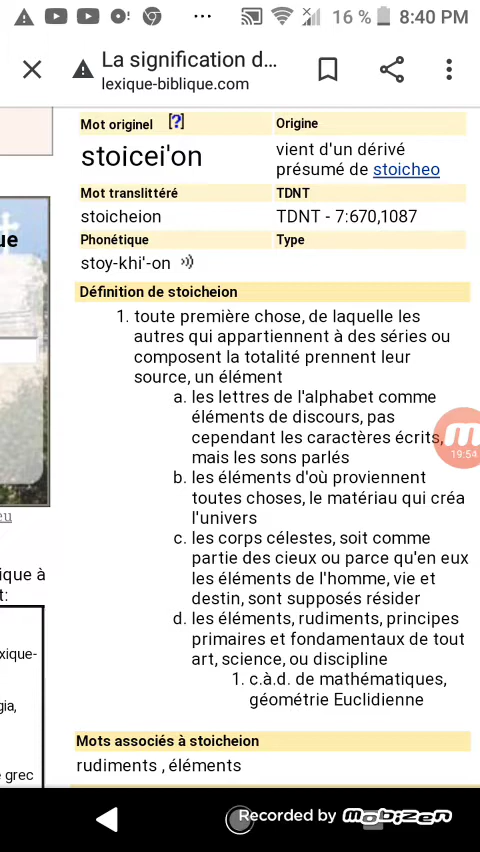 16 % 8:40 PM
La signification d...
lexique-biblique.com
Mot originel [?] Origine
stoicei'on vient d'un dérivé
présumé de stoicheo
Mot translittéré TDNT
stoicheion TDNT - 7:670,1087
Phonétique Type
stoy-khi'-on
Définition de stoicheion
1. toute première chose, de laquelle les
autres qui appartiennent à des séries ou
composent la totalité prennent leur
source, un élément
a. les lettres de l'alphabet comme
éléments de discours, pas
cependant les caractères écrits,
mais les sons parlés
b. les éléments d'où proviennent
toutes choses, le matériau qui créa
l'univers
c. les corps célestes, soit comme
partie des cieux ou parce qu'en eux
les éléments de l'homme, vie et
destin, sont supposés résider
d. les éléments, rudiments, principes
primaires et fondamentaux de tout
art, science, ou discipline
1. c.à.d. de mathématiques,
géométrie Euclidienne
Mots associés à stoicheion
rudiments , éléments
ue
eu
ique à
t:
xique-
gia,
grec
19:54
Recorded by Mobizen